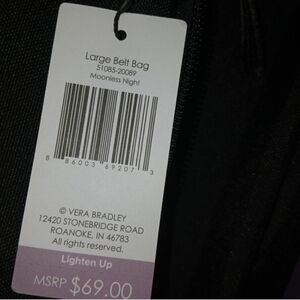 Large Belt Bag
51085-20089
Moonless Night
8 86003 69207 3
© VERA BRADLEY
12420 STONEBRIDGE ROAD
ROANOKE, IN 46783
All rights reserved.
Lighten Up
MSRP $69.00